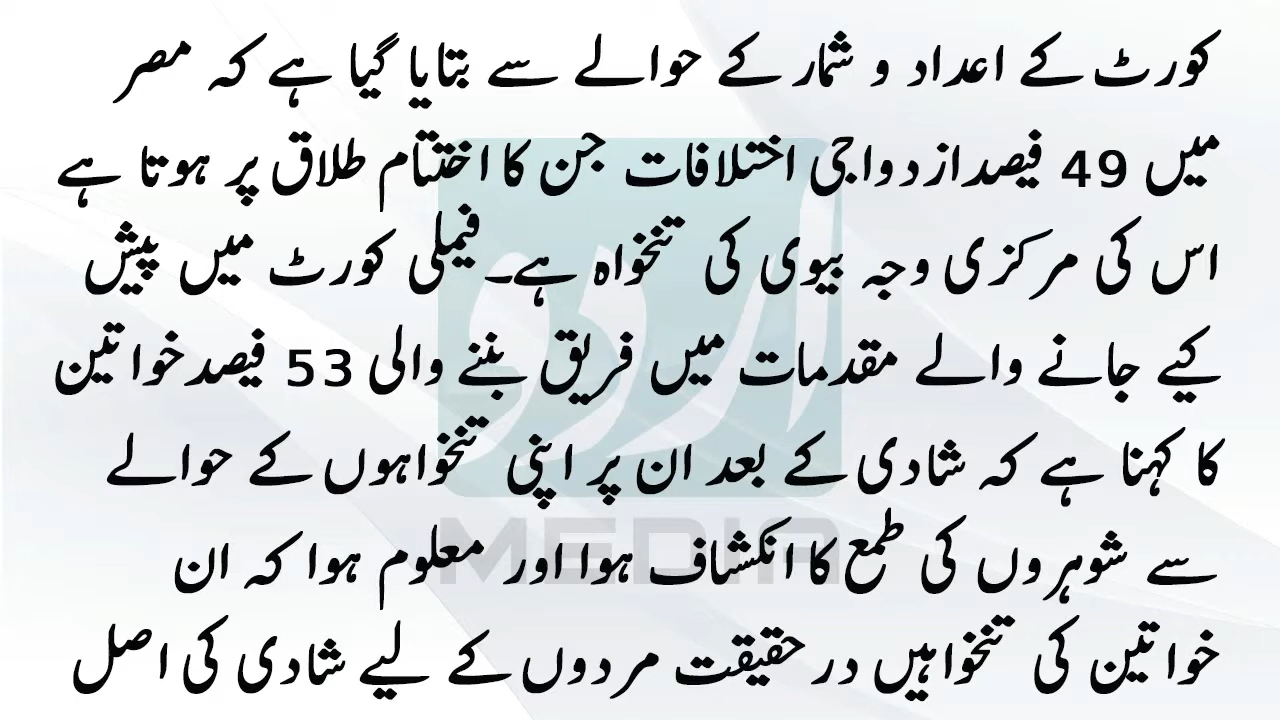 کورٹ کے اعداد و شمار کے حوالے سے بتایا گیا ہے کہ مصر
میں 49 فیصد ازدواجی اختلافات جن کا اختتام طلاق پر ہوتا ہے
اس کی مرکزی وجہ بیوی کی تنخواہ ہے۔ فیملی کورٹ میں پیش
کیے جانے والے مقدمات میں فریق بننے والی 53 فیصد خواتین
کا کہنا ہے کہ شادی کے بعد ان پر اپنی تنخواہوں کے حوالے
سے شوہروں کی طمع کا انکشاف ہوا اور معلوم ہوا کہ ان
خواتین کی تنخواہیں درحقیقت مردوں کے لیے شادی کی اصل
اردو
MEDIA